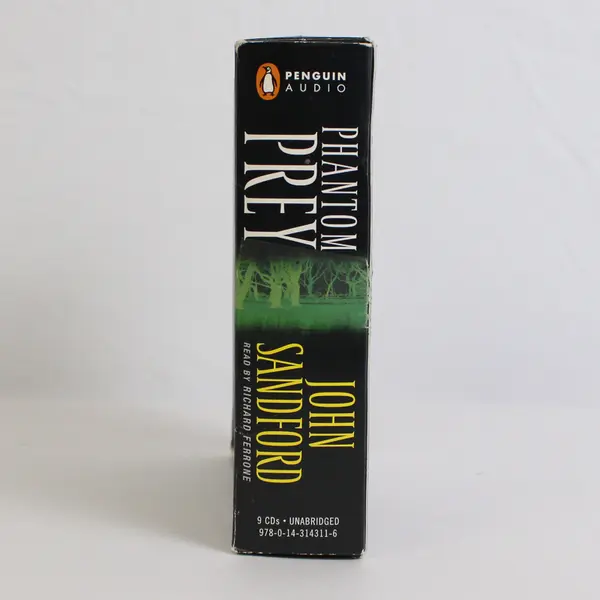 PENGUIN
AUDIO
PHANTOM
PREY
JOHN
SANDFORD
READ BY RICHARD FERRONE
9 CDs • UNABRIDGED
978-0-14-314311-6